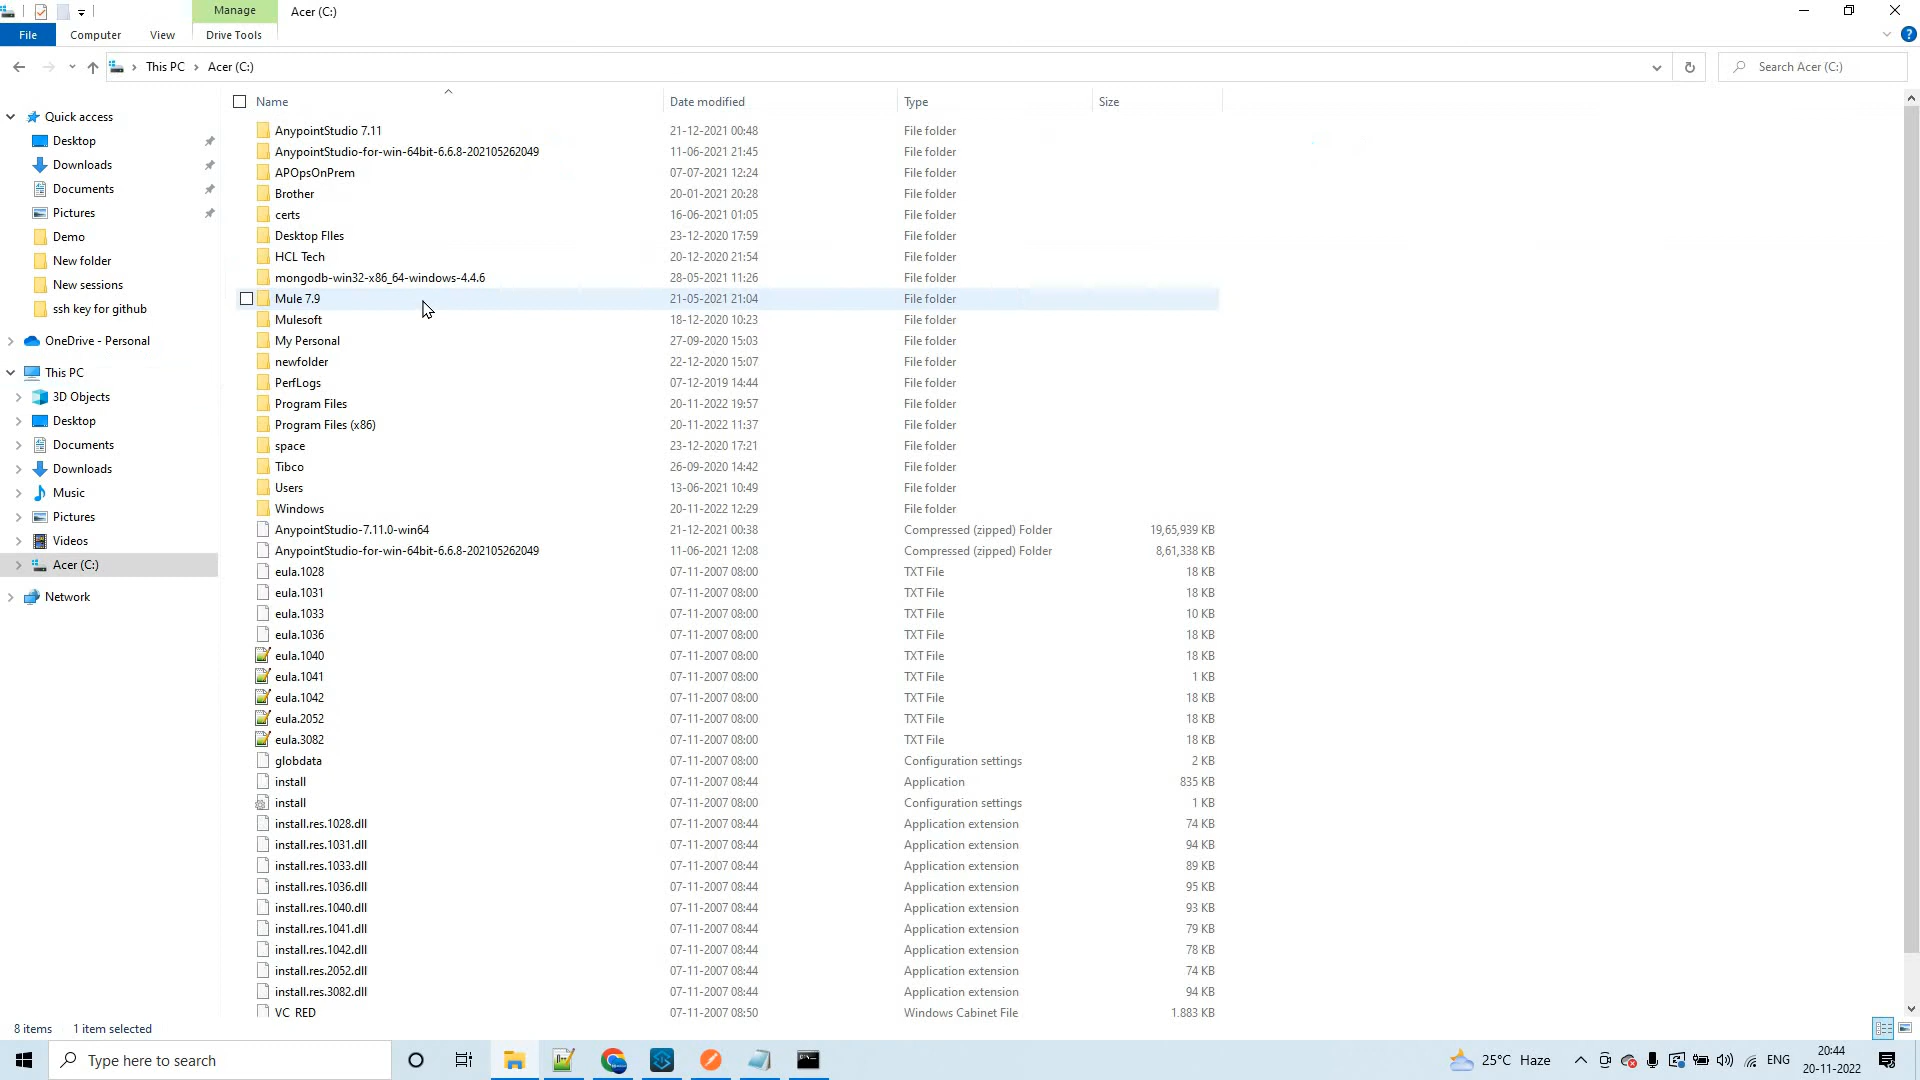 Manage
Acer (C:)
File
Computer
View
Drive Tools
This PC
Acer (C:)
Search Acer (C:)
Name
Date modified
Type
Size
Quick access
Desktop
Downloads
Documents
Pictures
Demo
New folder
New sessions
ssh key for github
OneDrive - Personal
This PC
3D Objects
Desktop
Documents
Downloads
Music
Pictures
Videos
Acer (C:)
Network
AnypointStudio 7.11 21-12-2021 00:48 File folder
AnypointStudio-for-win-64bit-6.6.8-202105262049 11-06-2021 21:45 File folder
APOpsOnPrem 07-07-2021 12:24 File folder
Brother 20-01-2021 20:28 File folder
certs 16-06-2021 01:05 File folder
Desktop FIles 23-12-2020 17:59 File folder
HCL Tech 20-12-2020 21:54 File folder
mongodb-win32-x86_64-windows-4.4.6 28-05-2021 11:26 File folder
Mule 7.9 21-05-2021 21:04 File folder
Mulesoft 18-12-2020 10:23 File folder
My Personal 27-09-2020 15:03 File folder
newfolder 22-12-2020 15:07 File folder
PerfLogs 07-12-2019 14:44 File folder
Program Files 20-11-2022 19:57 File folder
Program Files (x86) 20-11-2022 11:37 File folder
space 23-12-2020 17:21 File folder
Tibco 26-09-2020 14:42 File folder
Users 13-06-2021 10:49 File folder
Windows 20-11-2022 12:29 File folder
AnypointStudio-7.11.0-win64 21-12-2021 00:38 Compressed (zipped) Folder 19,65,939 KB
AnypointStudio-for-win-64bit-6.6.8-202105262049 11-06-2021 12:08 Compressed (zipped) Folder 8,61,338 KB
eula.1028 07-11-2007 08:00 TXT File 18 KB
eula.1031 07-11-2007 08:00 TXT File 18 KB
eula.1033 07-11-2007 08:00 TXT File 10 KB
eula.1036 07-11-2007 08:00 TXT File 18 KB
eula.1040 07-11-2007 08:00 TXT File 18 KB
eula.1041 07-11-2007 08:00 TXT File 1 KB
eula.1042 07-11-2007 08:00 TXT File 18 KB
eula.2052 07-11-2007 08:00 TXT File 18 KB
eula.3082 07-11-2007 08:00 TXT File 18 KB
globdata 07-11-2007 08:00 Configuration settings 2 KB
install 07-11-2007 08:44 Application 835 KB
install 07-11-2007 08:00 Configuration settings 1 KB
install.res.1028.dll 07-11-2007 08:44 Application extension 74 KB
install.res.1031.dll 07-11-2007 08:44 Application extension 94 KB
install.res.1033.dll 07-11-2007 08:44 Application extension 89 KB
install.res.1036.dll 07-11-2007 08:44 Application extension 95 KB
install.res.1040.dll 07-11-2007 08:44 Application extension 93 KB
install.res.1041.dll 07-11-2007 08:44 Application extension 79 KB
install.res.1042.dll 07-11-2007 08:44 Application extension 78 KB
install.res.2052.dll 07-11-2007 08:44 Application extension 74 KB
install.res.3082.dll 07-11-2007 08:44 Application extension 94 KB
VC_RED 07-11-2007 08:50 Windows Cabinet File 1.883 KB
8 items 1 item selected
Type here to search
25°C Haze
ENG
20:44
20-11-2022